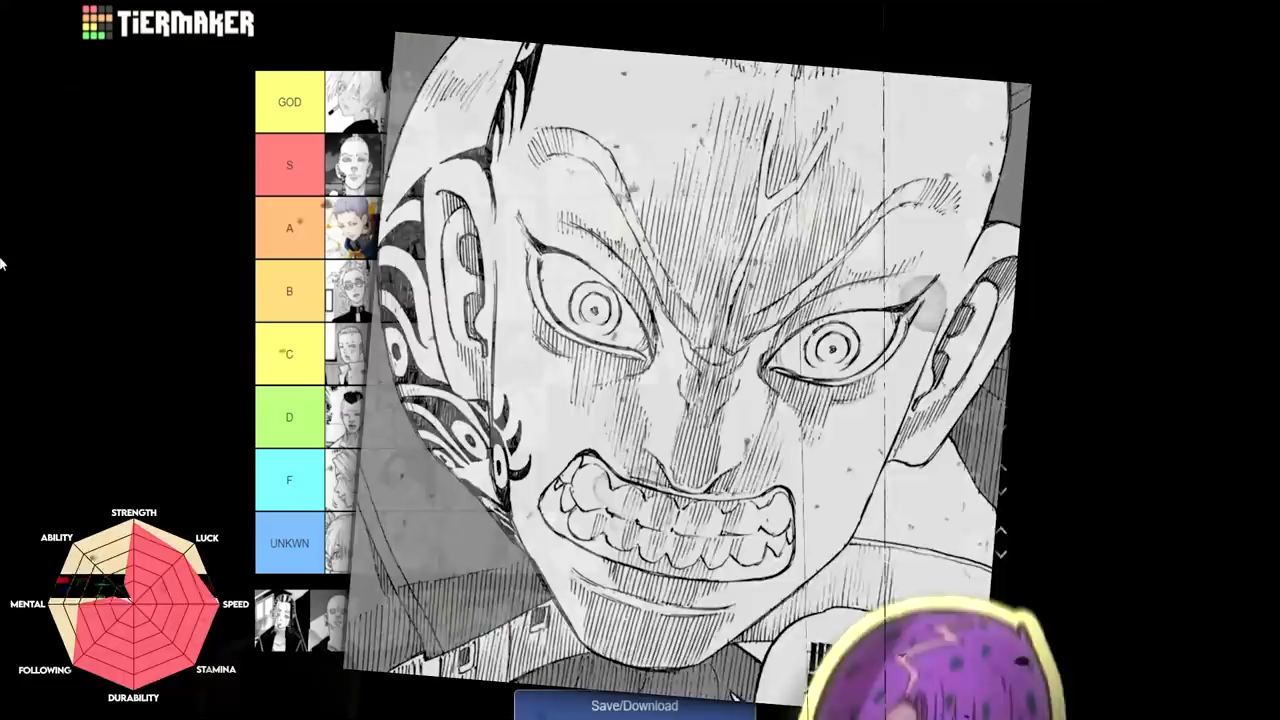 TIERMAKER
GOD
S
A
B
C
D
F
UNKWN
STRENGTH
ABILITY
LUCK
MENTAL
SPEED
FOLLOWING
STAMINA
DURABILITY
Save/Download